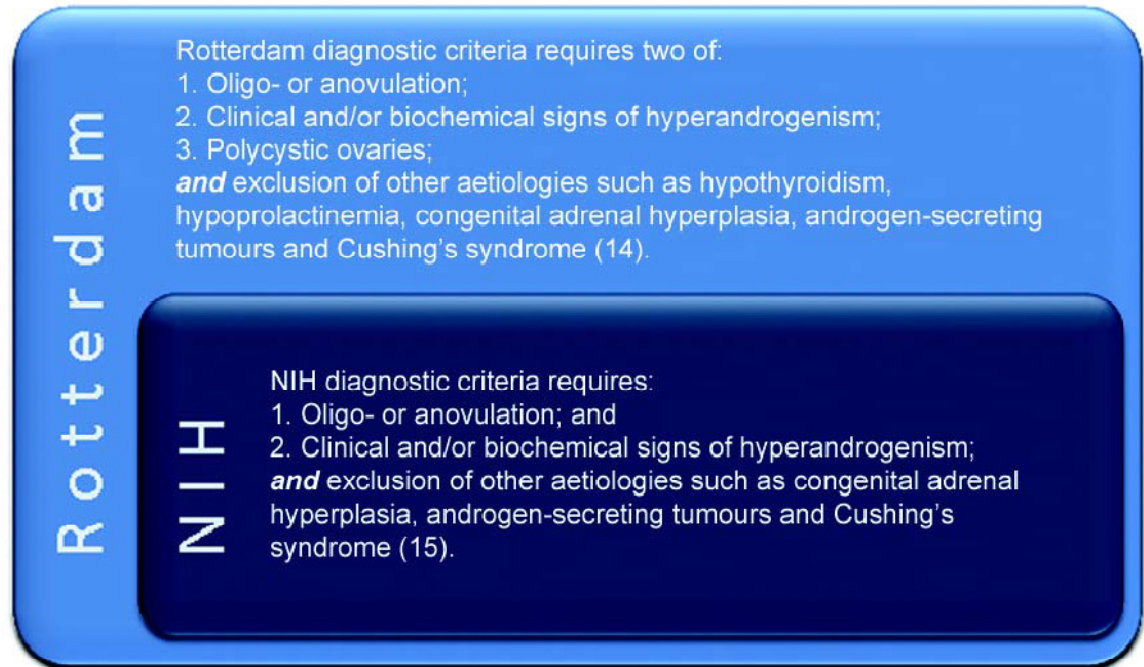 Rotterdam
Rotterdam diagnostic criteria requires two of:
1. Oligo- or anovulation;
2. Clinical and/or biochemical signs of hyperandrogenism;
3. Polycystic ovaries;
and exclusion of other aetiologies such as hypothyroidism,
hypoprolactinemia, congenital adrenal hyperplasia, androgen-secreting
tumours and Cushing's syndrome (14).
NIH
NIH diagnostic criteria requires:
1. Oligo- or anovulation; and
2. Clinical and/or biochemical signs of hyperandrogenism;
and exclusion of other aetiologies such as congenital adrenal
hyperplasia, androgen-secreting tumours and Cushing's
syndrome (15).